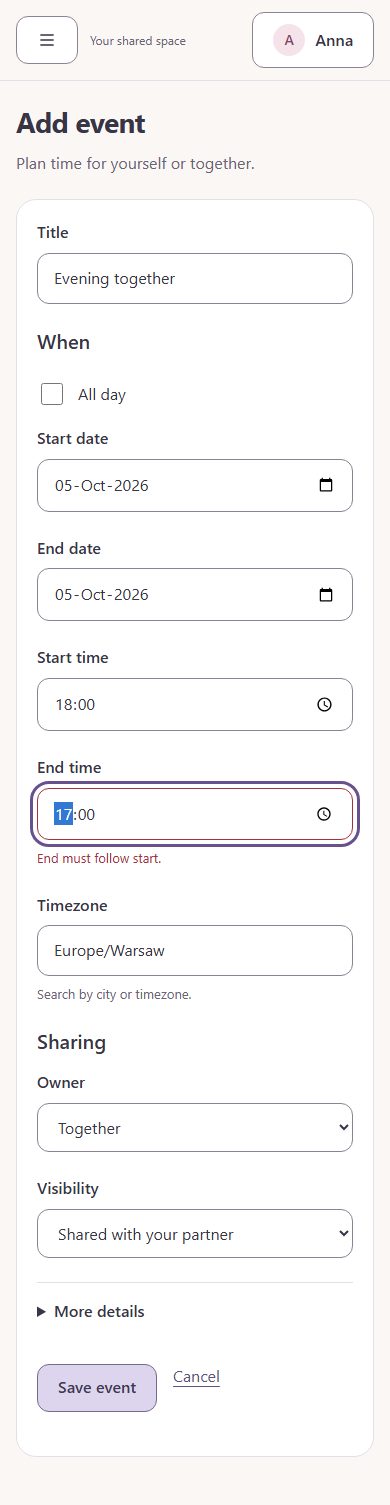 Your shared space
A Anna
Add event
Plan time for yourself or together.
Title
Evening together
When
All day
Start date
05-Oct-2026
End date
05-Oct-2026
Start time
18:00
End time
17:00
End must follow start.
Timezone
Europe/Warsaw
Search by city or timezone.
Sharing
Owner
Together
Visibility
Shared with your partner
More details
Save event Cancel